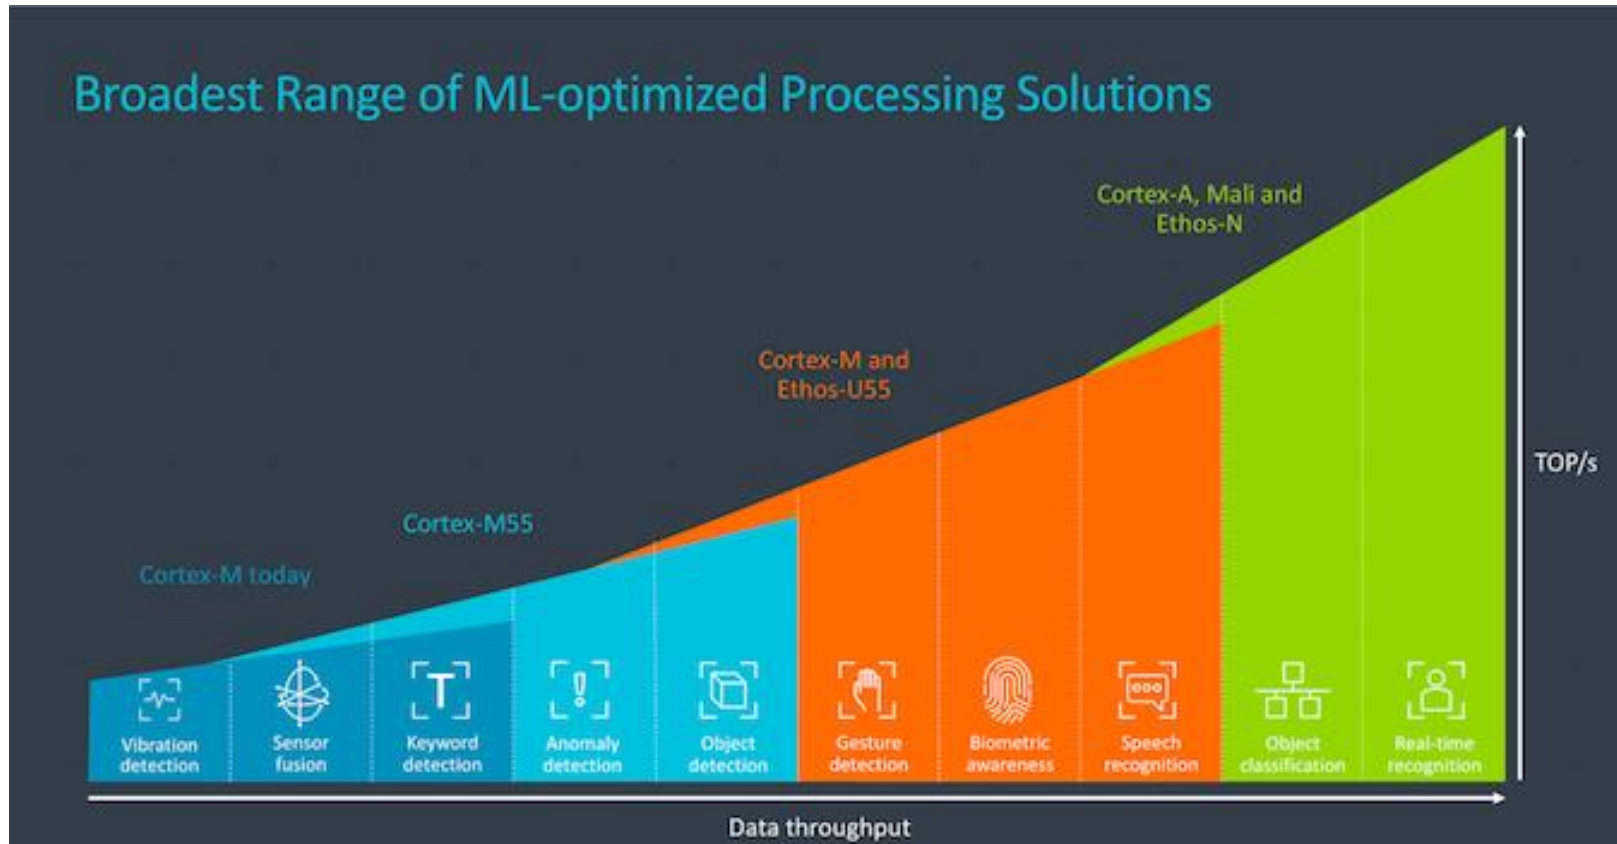 Broadest Range of ML-optimized Processing Solutions
Cortex-A, Mali and
Ethos-N
Cortex-M and
Ethos-U55
Cortex-M55
Cortex-M today
TOP/s
T
Vibration
detection
Sensor
fusion
Keyword
detection
Anomaly
detection
Object
detection
Gesture
detection
Biometric
awareness
Speech
recognition
Object
classification
Real-time
recognition
Data throughput